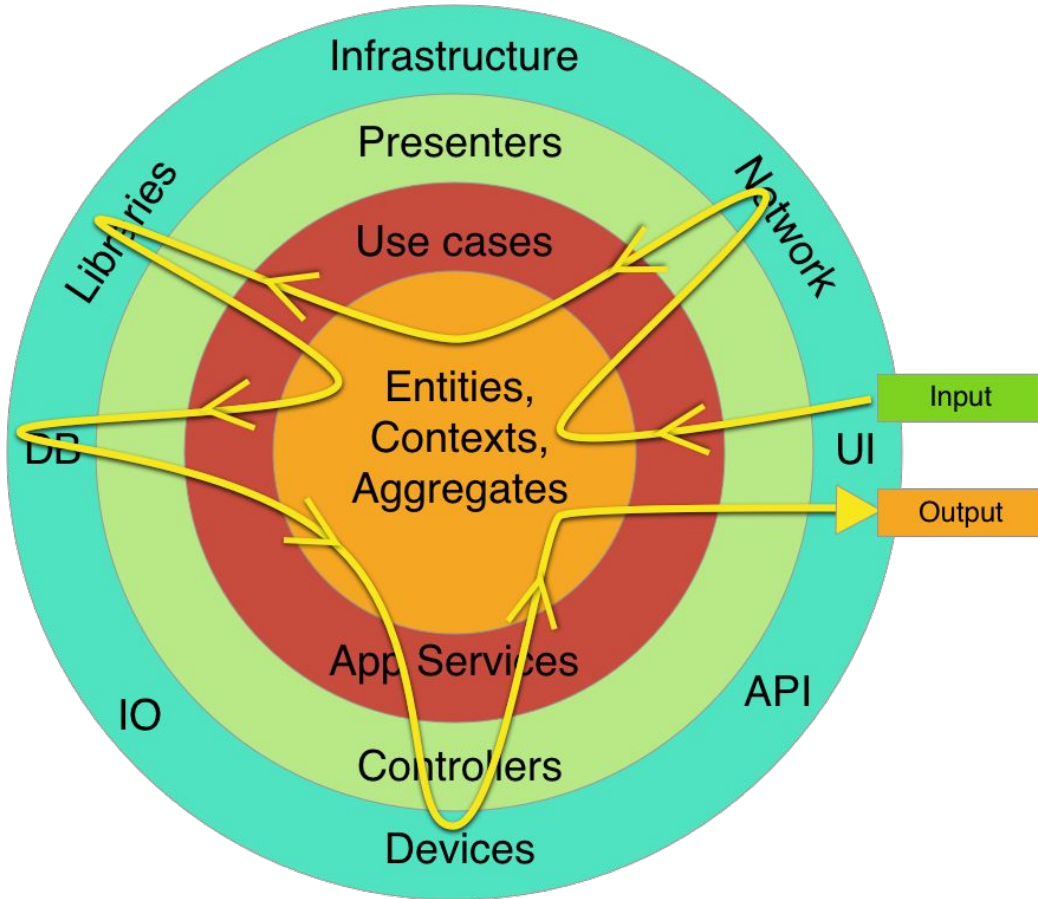 Infrastructure
Presenters
Libraries
Network
Use cases
Entities,
Contexts,
Aggregates
Input
DB
UI
Output
App Services
API
IO
Controllers
Devices